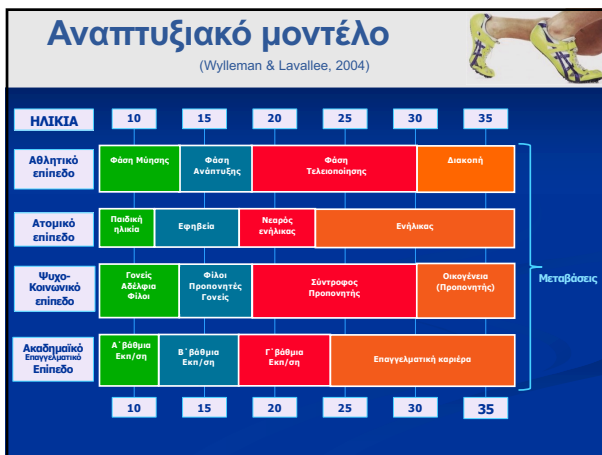 Αναπτυξιακό μοντέλο
(Wylleman & Lavallee, 2004)
ΗΛΙΚΙΑ 10 15 20 25 30 35
Αθλητικό
επίπεδο
Φάση Μύησης
Φάση
Ανάπτυξης
Φάση
Τελειοποίησης
Διακοπή
Ατομικό
επίπεδο
Παιδική
ηλικία
Εφηβεία
Νεαρός
ενήλικας
Ενήλικας
Ψυχο-
Κοινωνικό
επίπεδο
Γονείς
Αδέλφια
Φίλοι
Φίλοι
Προπονητές
Γονείς
Σύντροφος
Προπονητής
Οικογένεια
(Προπονητής)
Μεταβάσεις
Ακαδημαϊκό
Επαγγελματικό
Επίπεδο
Α΄βάθμια
Εκπ/ση
Β΄βάθμια
Εκπ/ση
Γ΄βάθμια
Εκπ/ση
Επαγγελματική καριέρα
10 15 20 25 30 35